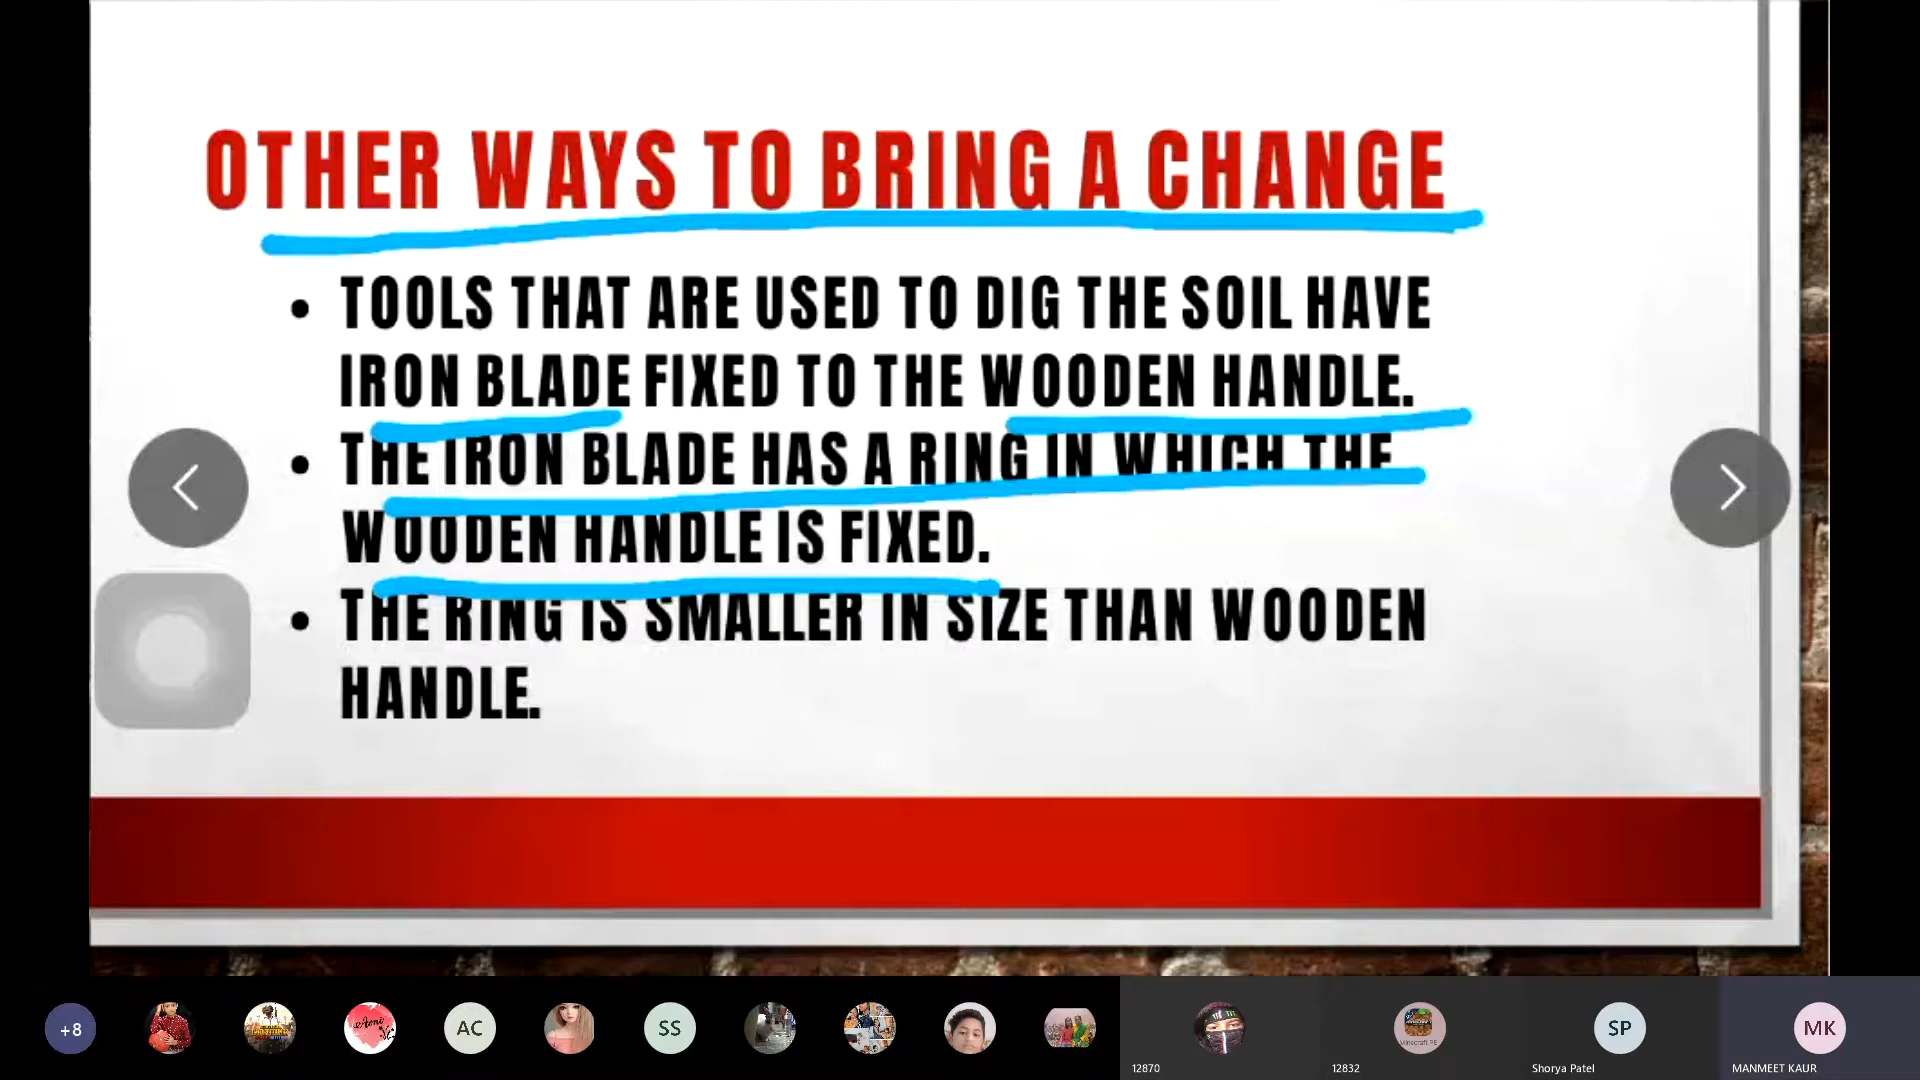 OTHER WAYS TO BRING A CHANGE
• TOOLS THAT ARE USED TO DIG THE SOIL HAVE
IRON BLADE FIXED TO THE WOODEN HANDLE.
• THE IRON BLADE HAS A RING IN WHICH THE
WOODEN HANDLE IS FIXED.
• THE RING IS SMALLER IN SIZE THAN WOODEN
HANDLE.
+8
AC
SS
Minecraft PE
SP
MK
12870
12832
Shorya Patel
MANMEET KAUR